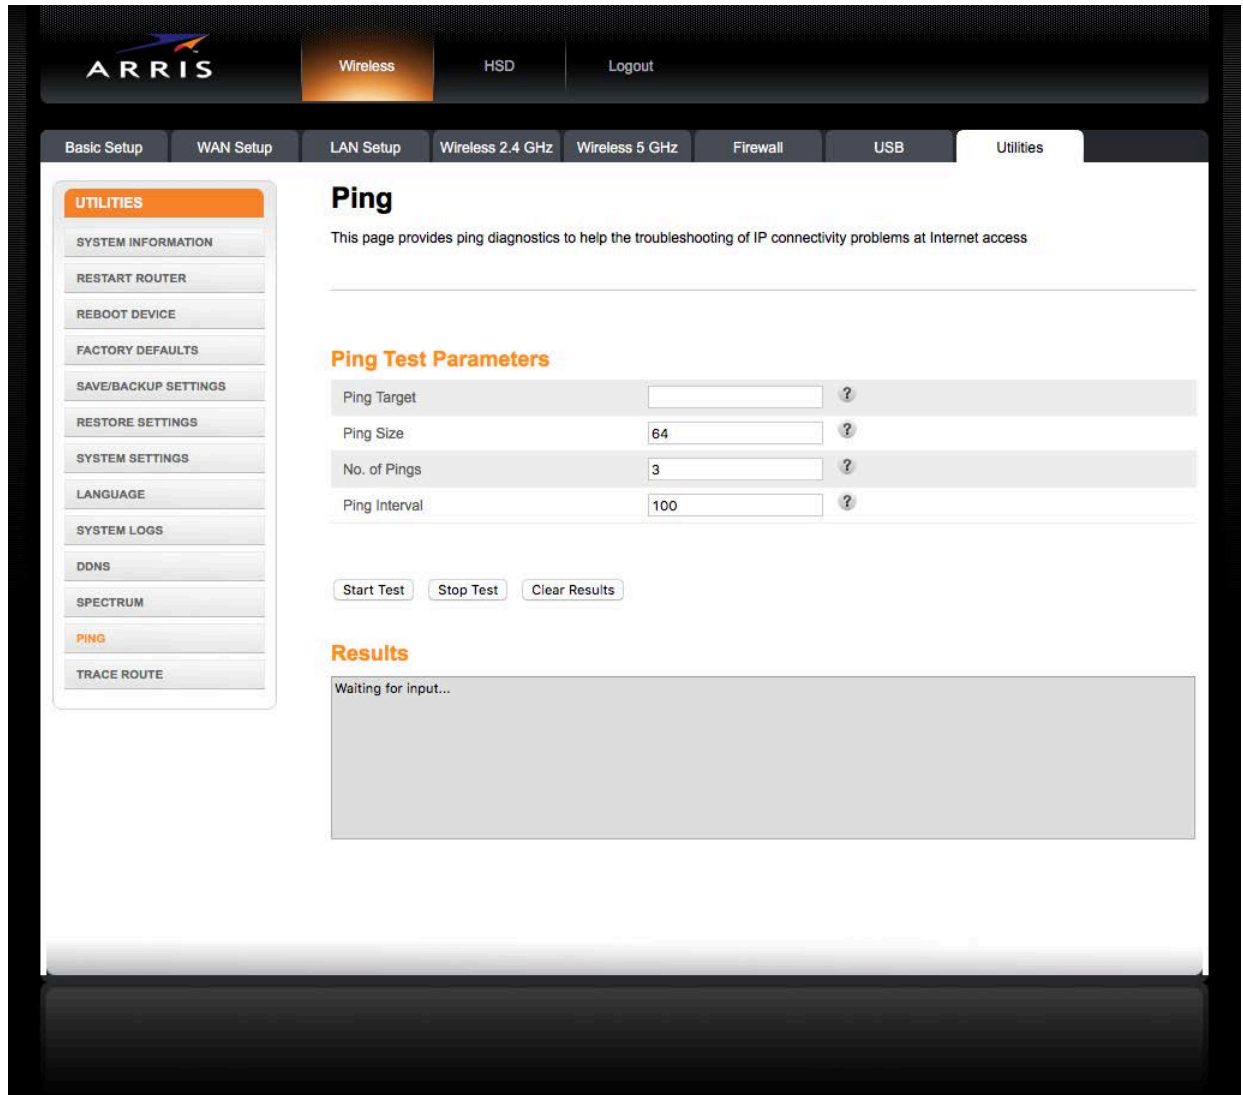 ARRIS
Wireless HSD Logout
Basic Setup WAN Setup LAN Setup Wireless 2.4 GHz Wireless 5 GHz Firewall USB Utilities
UTILITIES
SYSTEM INFORMATION
RESTART ROUTER
REBOOT DEVICE
FACTORY DEFAULTS
SAVE/BACKUP SETTINGS
RESTORE SETTINGS
SYSTEM SETTINGS
LANGUAGE
SYSTEM LOGS
DDNS
SPECTRUM
PING
TRACE ROUTE
Ping
This page provides ping diagnostics to help the troubleshooting of IP connectivity problems at Internet access
Ping Test Parameters
Ping Target ?
Ping Size 64 ?
No. of Pings 3 ?
Ping Interval 100 ?
Start Test Stop Test Clear Results
Results
Waiting for input...